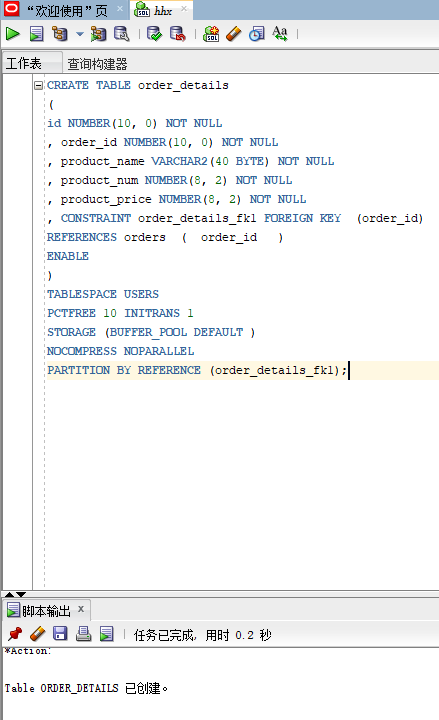 “欢迎使用”页 hhx
工作表 查询构建器
CREATE TABLE order_details
(
id NUMBER(10, 0) NOT NULL
, order_id NUMBER(10, 0) NOT NULL
, product_name VARCHAR2(40 BYTE) NOT NULL
, product_num NUMBER(8, 2) NOT NULL
, product_price NUMBER(8, 2) NOT NULL
, CONSTRAINT order_details_fk1 FOREIGN KEY  (order_id)
REFERENCES orders  (  order_id   )
ENABLE
)
TABLESPACE USERS
PCTFREE 10 INITRANS 1
STORAGE (BUFFER_POOL DEFAULT )
NOCOMPRESS NOPARALLEL
PARTITION BY REFERENCE (order_details_fk1);
脚本输出 x
任务已完成, 用时 0.2 秒
*Action:
Table ORDER_DETAILS 已创建。